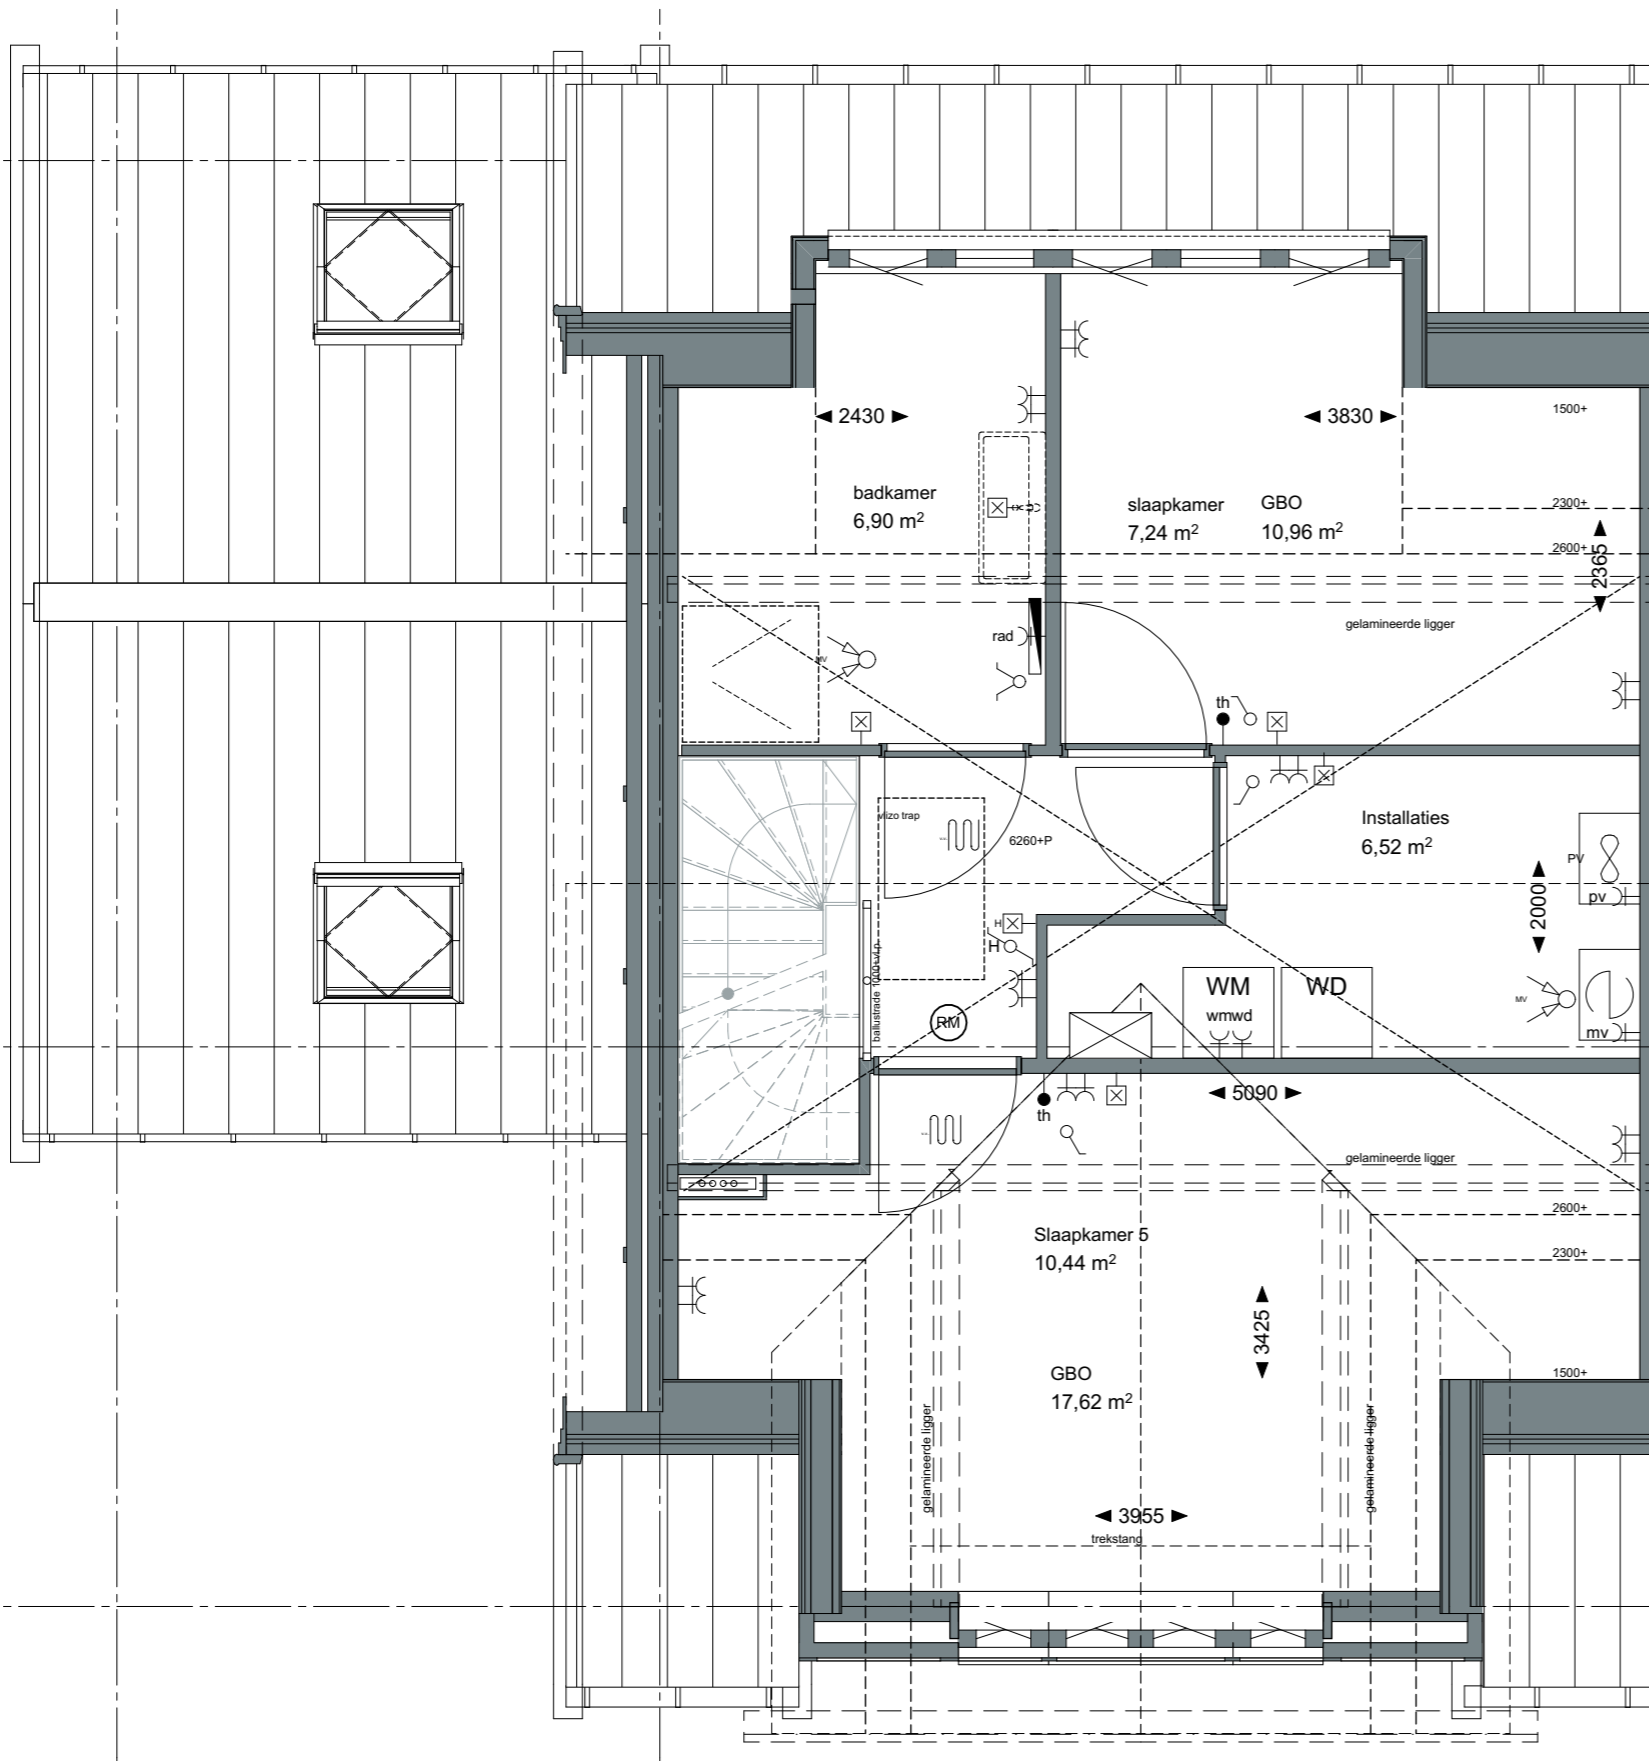 2430
3830
1500+
badkamer
6,90 m²
slaapkamer
7,24 m²
GBO
10,96 m²
2300+
2600+
2365
gelamineerde ligger
rad
MV
th
vlizo trap
6260+P
Installaties
6,52 m²
PV
pv
2000
H
H
ballustrade 1000+vl.p.
RM
WM
wmwd
WD
MV
mv
th
5090
gelamineerde ligger
Slaapkamer 5
10,44 m²
2600+
2300+
3425
GBO
17,62 m²
1500+
gelamineerde ligger
gelamineerde ligger
3955
trekstang